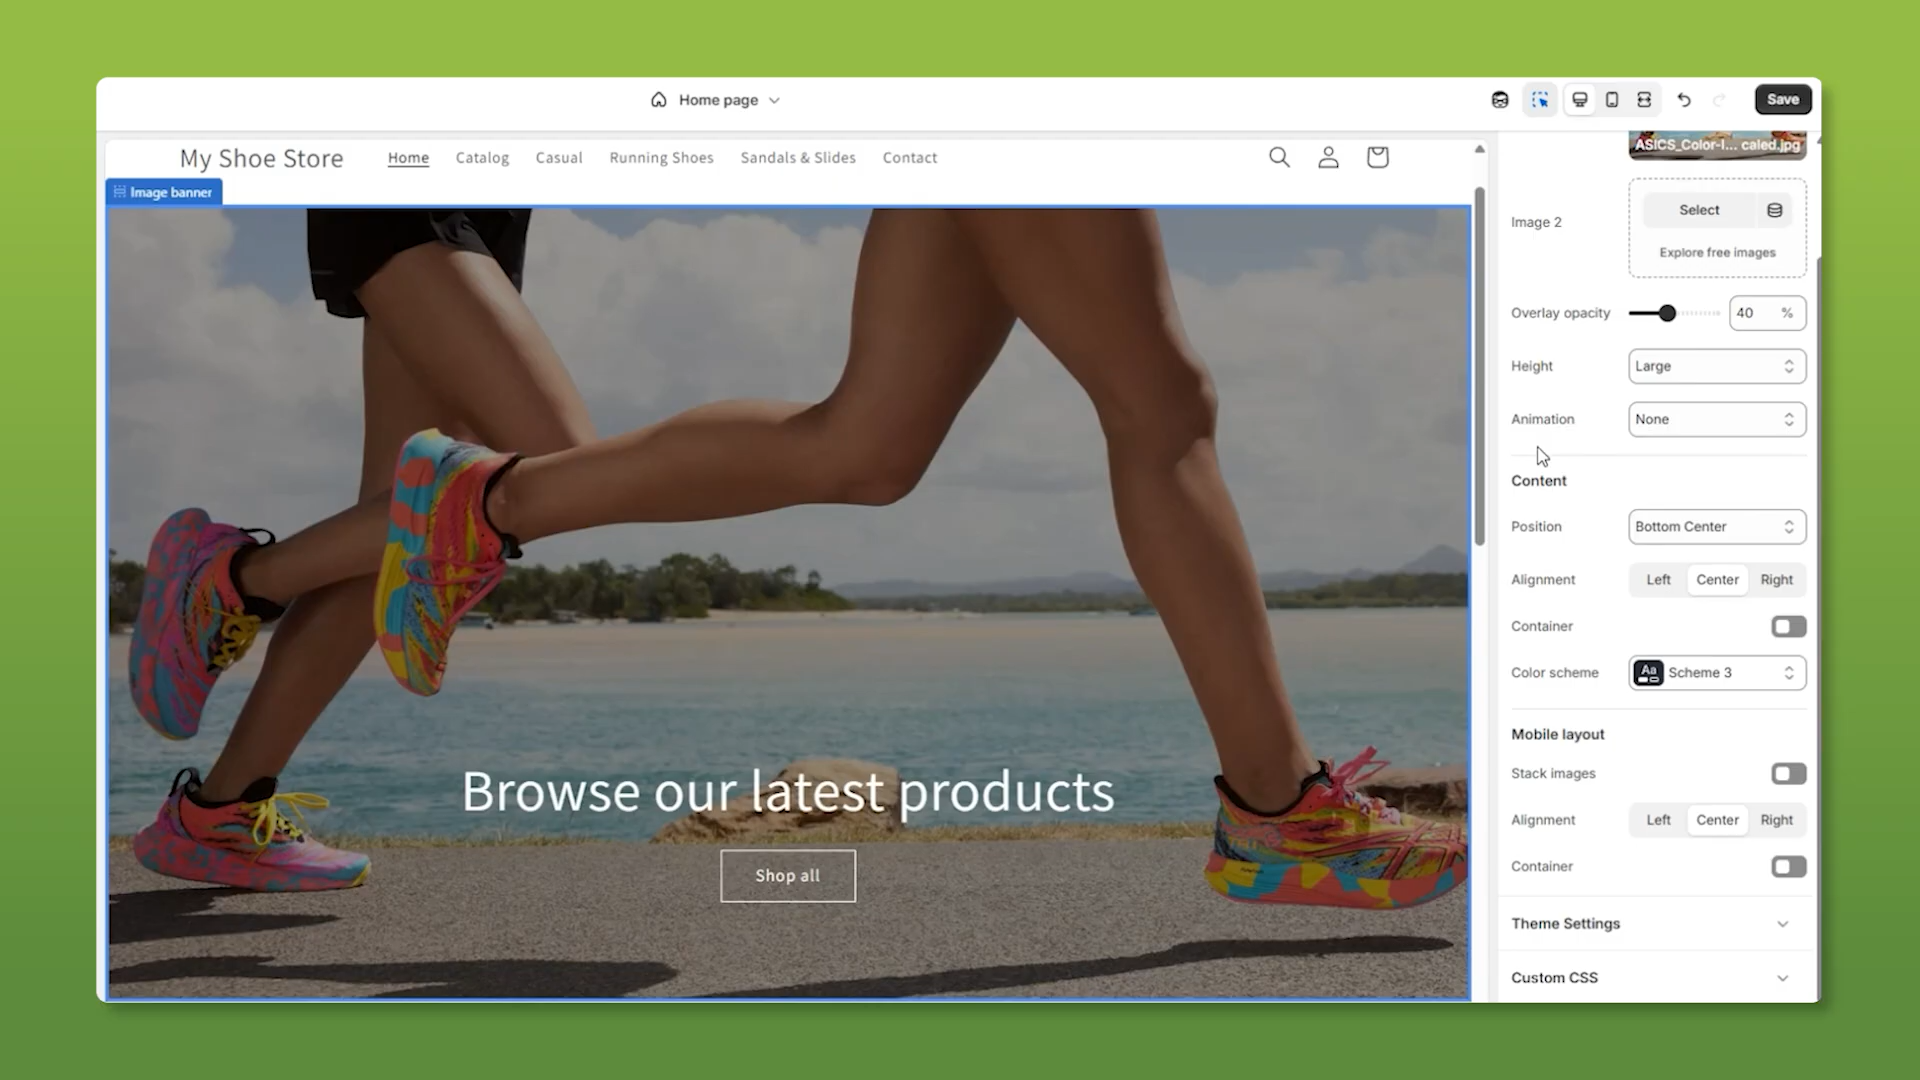 Home page
Save
My Shoe Store
Home
Catalog
Casual
Running Shoes
Sandals & Slides
Contact
Image banner
Browse our latest products
Shop all
ASICS_Color-I... caled.jpg
Image 2
Select
Explore free images
Overlay opacity
40 %
Height
Large
Animation
None
Content
Position
Bottom Center
Alignment
Left Center Right
Container
Color scheme
Aa Scheme 3
Mobile layout
Stack images
Alignment
Left Center Right
Container
Theme Settings
Custom CSS